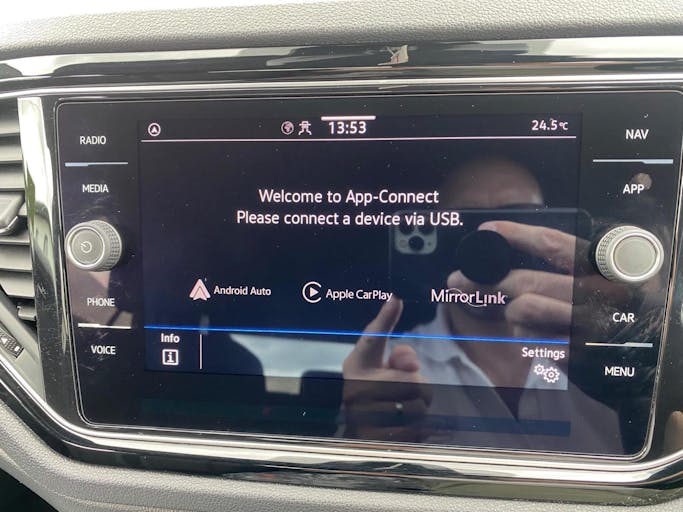 RADIO
MEDIA
PHONE
VOICE
13:53
24.5°C
Welcome to App-Connect
Please connect a device via USB.
Android Auto
Apple CarPlay
MirrorLink
Info
Settings
NAV
APP
CAR
MENU